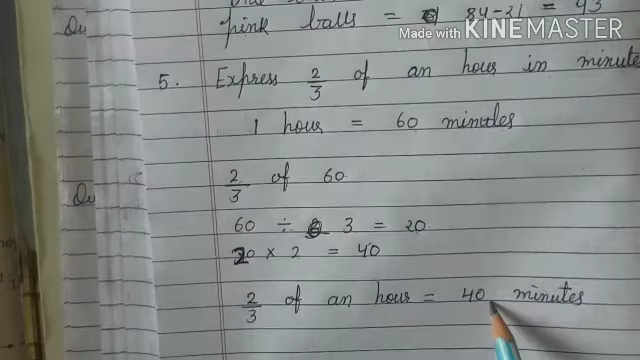 pink balls = 84-21 = 43
Made with KINEMASTER
5. Express 2/3 of an hour in minute
1 hour = 60 minutes
2/3 of 60
60 ÷ 3 = 20
20 × 2 = 40
2/3 of an hour = 40 minutes